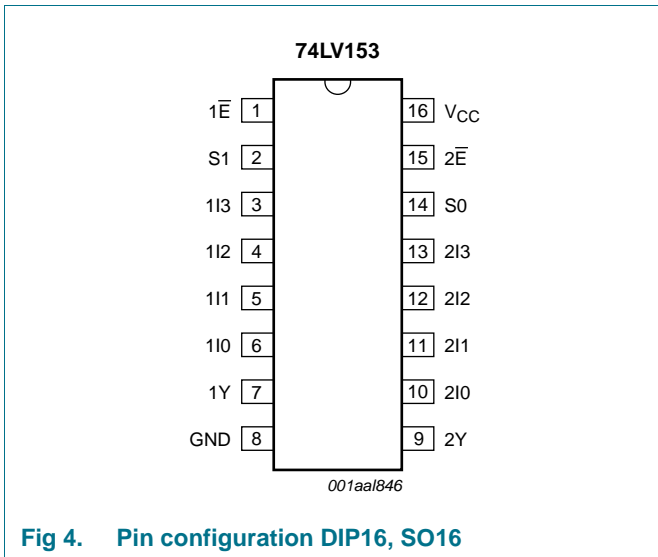 74LV153
1E̅ 1 16 VCC
S1 2 15 2E̅
1I3 3 14 S0
1I2 4 13 2I3
1I1 5 12 2I2
1I0 6 11 2I1
1Y 7 10 2I0
GND 8 9 2Y
001aal846
Fig 4. Pin configuration DIP16, SO16